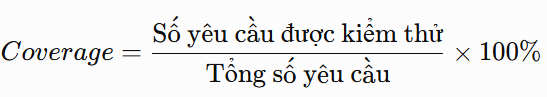 Coverage = Số yêu cầu được kiểm thử / Tổng số yêu cầu × 100%